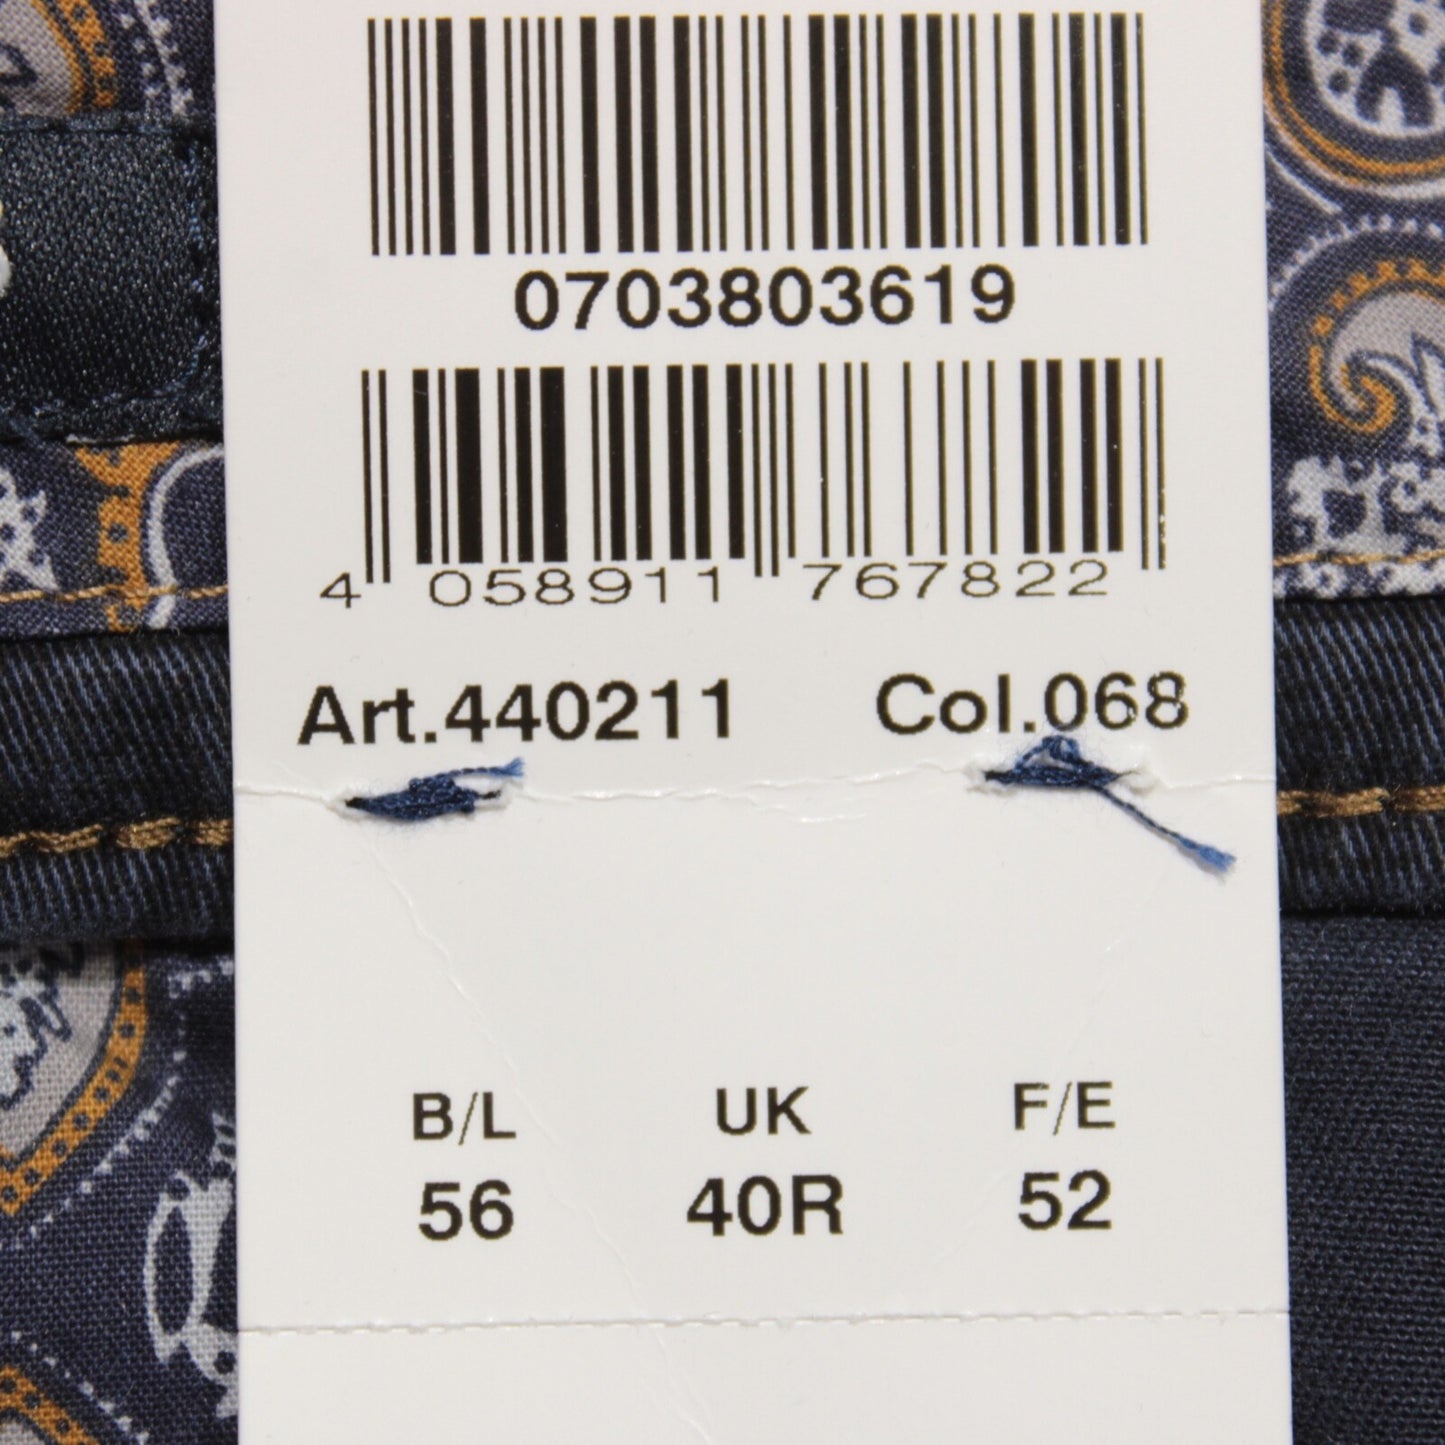 0703803619
4 058911 767822
Art.440211 Col.068
B/L UK F/E
56 40R 52